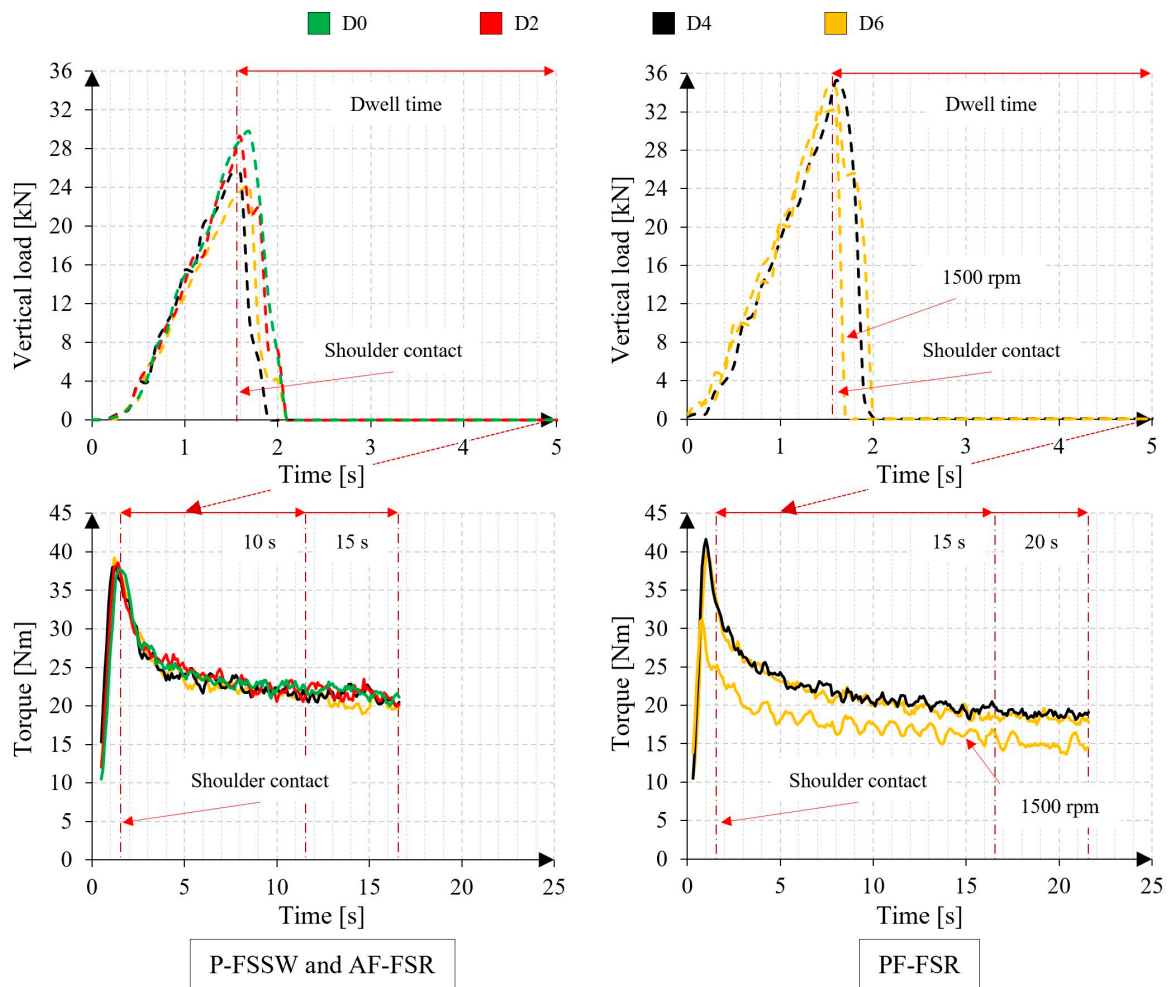 D0 D2 D4 D6
36
32
28
24
20
16
12
8
4
0
Vertical load [kN]
Dwell time
Shoulder contact
0 1 2 3 4 5
Time [s]
36
32
28
24
20
16
12
8
4
0
Vertical load [kN]
Dwell time
1500 rpm
Shoulder contact
0 1 2 3 4 5
Time [s]
45
40
35
30
25
20
15
10
5
0
Torque [Nm]
10 s 15 s
Shoulder contact
0 5 10 15 20 25
Time [s]
P-FSSW and AF-FSR
45
40
35
30
25
20
15
10
5
0
Torque [Nm]
15 s 20 s
Shoulder contact
1500 rpm
0 5 10 15 20 25
Time [s]
PF-FSR